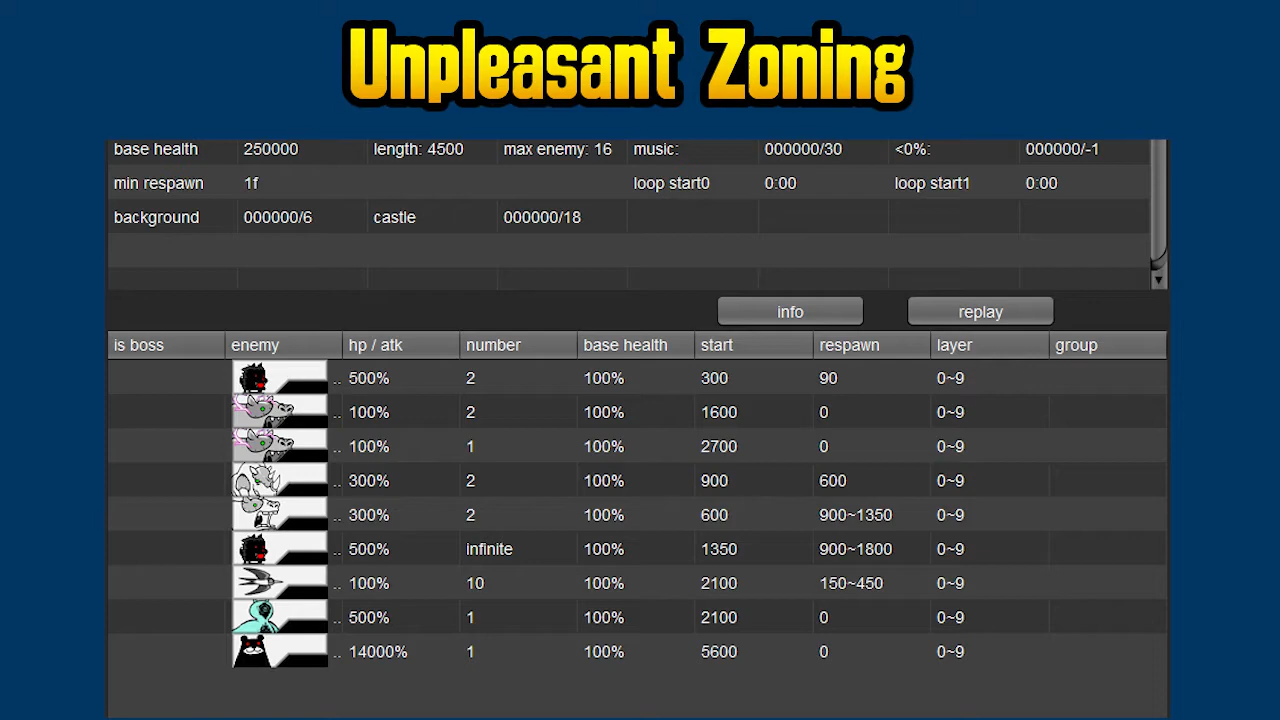 Unpleasant Zoning
base health 250000 length: 4500 max enemy: 16 music: 000000/30 <0%: 000000/-1
min respawn 1f loop start0 0:00 loop start1 0:00
background 000000/6 castle 000000/18
info replay
is boss enemy hp / atk number base health start respawn layer group
.. 500% 2 100% 300 90 0~9
.. 100% 2 100% 1600 0 0~9
.. 100% 1 100% 2700 0 0~9
.. 300% 2 100% 900 600 0~9
.. 300% 2 100% 600 900~1350 0~9
.. 500% infinite 100% 1350 900~1800 0~9
.. 100% 10 100% 2100 150~450 0~9
.. 500% 1 100% 2100 0 0~9
.. 14000% 1 100% 5600 0 0~9